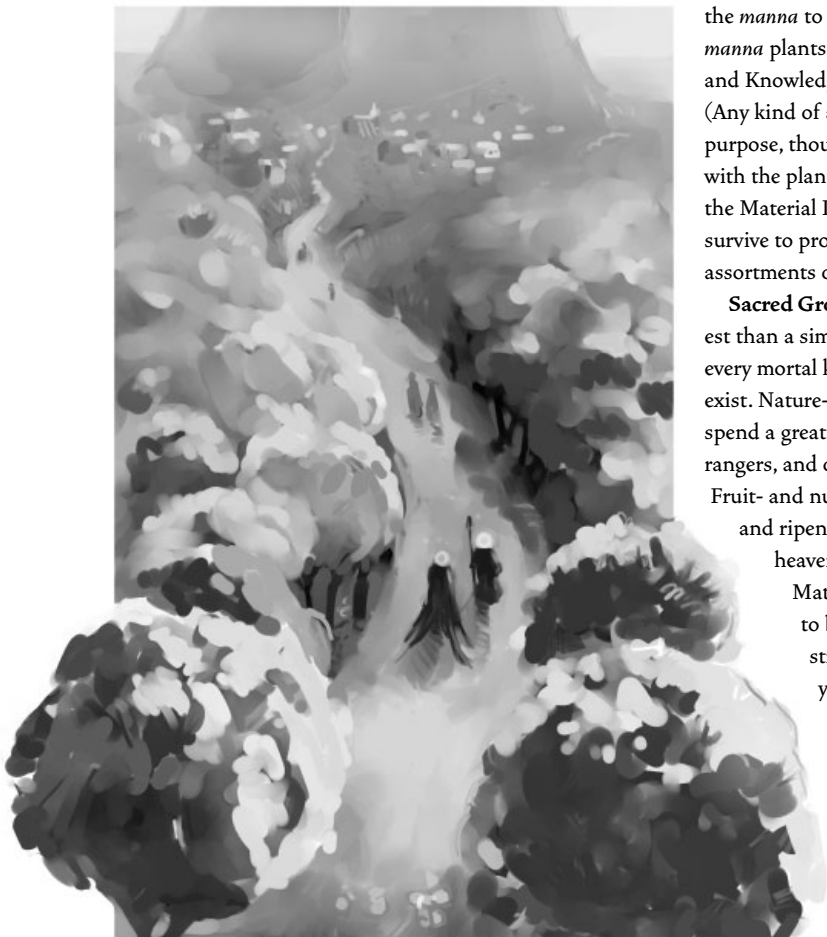 the manna to
manna plants
and Knowled
(Any kind of a
purpose, thou
with the plan
the Material
survive to pro
assortments
Sacred Gro
est than a sim
every mortal
exist. Nature-
spend a great
rangers, and
Fruit- and nu
and ripen
heaven
Mat
to
st
y